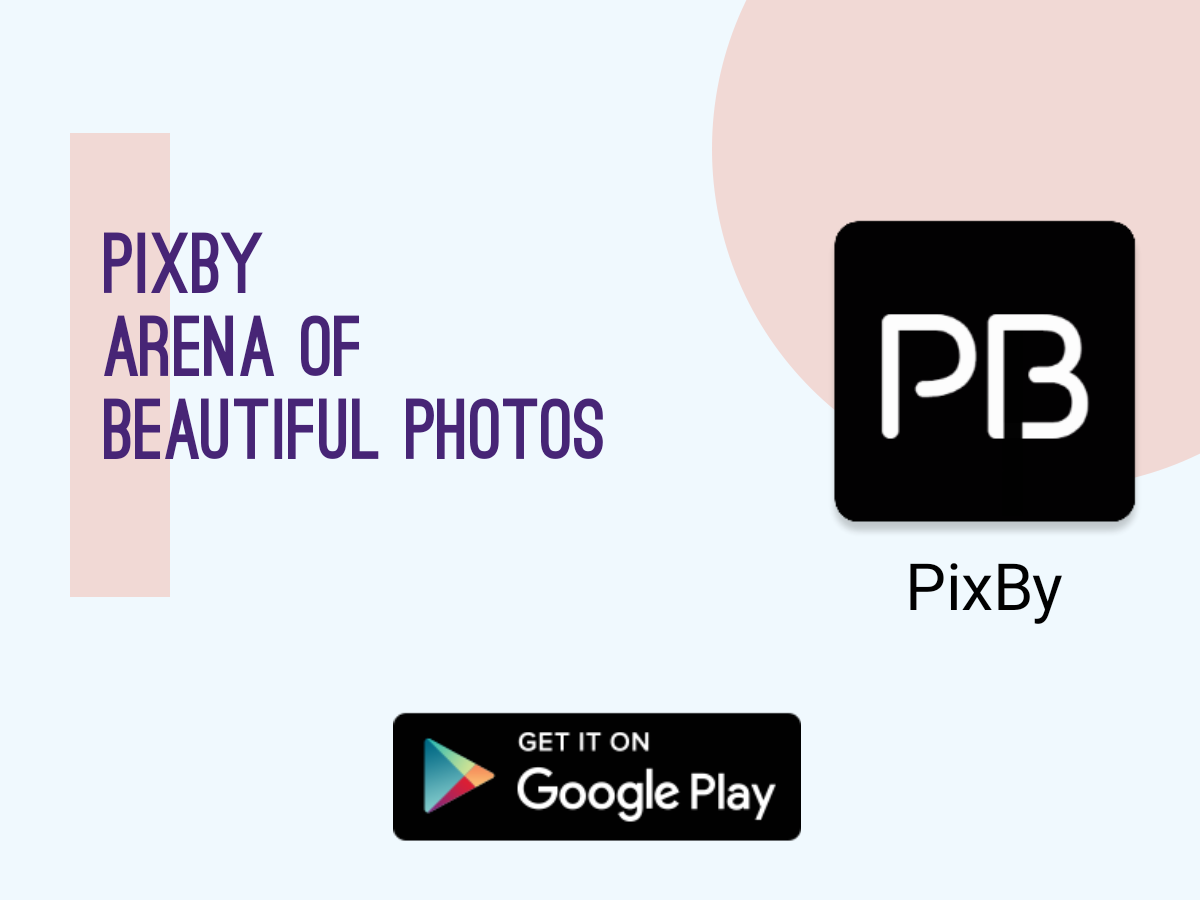 PIXBY
ARENA OF
BEAUTIFUL PHOTOS
PB
PixBy
GET IT ON
Google Play